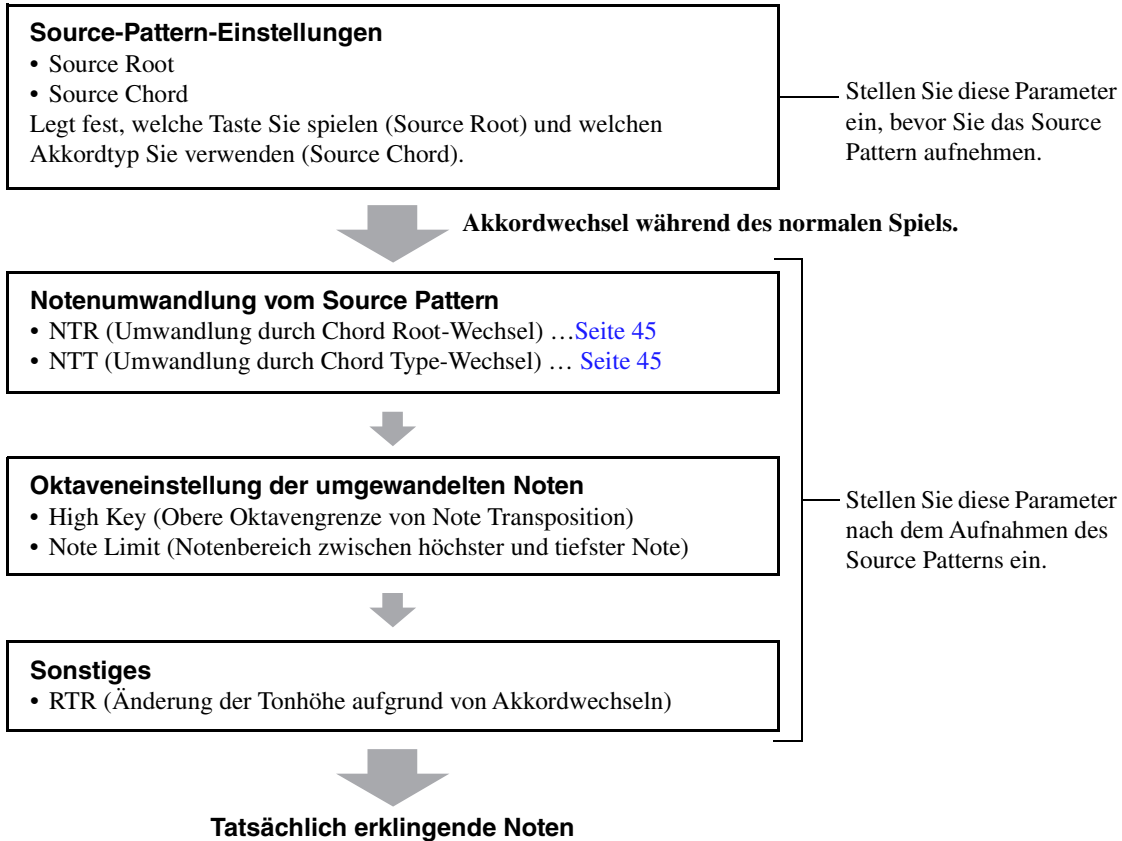 Source-Pattern-Einstellungen
• Source Root
• Source Chord
Legt fest, welche Taste Sie spielen (Source Root) und welchen
Akkordtyp Sie verwenden (Source Chord).
Stellen Sie diese Parameter
ein, bevor Sie das Source
Pattern aufnehmen.
Akkordwechsel während des normalen Spiels.
Notenumwandlung vom Source Pattern
• NTR (Umwandlung durch Chord Root-Wechsel) …Seite 45
• NTT (Umwandlung durch Chord Type-Wechsel) … Seite 45
Oktaveneinstellung der umgewandelten Noten
• High Key (Obere Oktavengrenze von Note Transposition)
• Note Limit (Notenbereich zwischen höchster und tiefster Note)
Stellen Sie diese Parameter
nach dem Aufnahmen des
Source Patterns ein.
Sonstiges
• RTR (Änderung der Tonhöhe aufgrund von Akkordwechseln)
Tatsächlich erklingende Noten